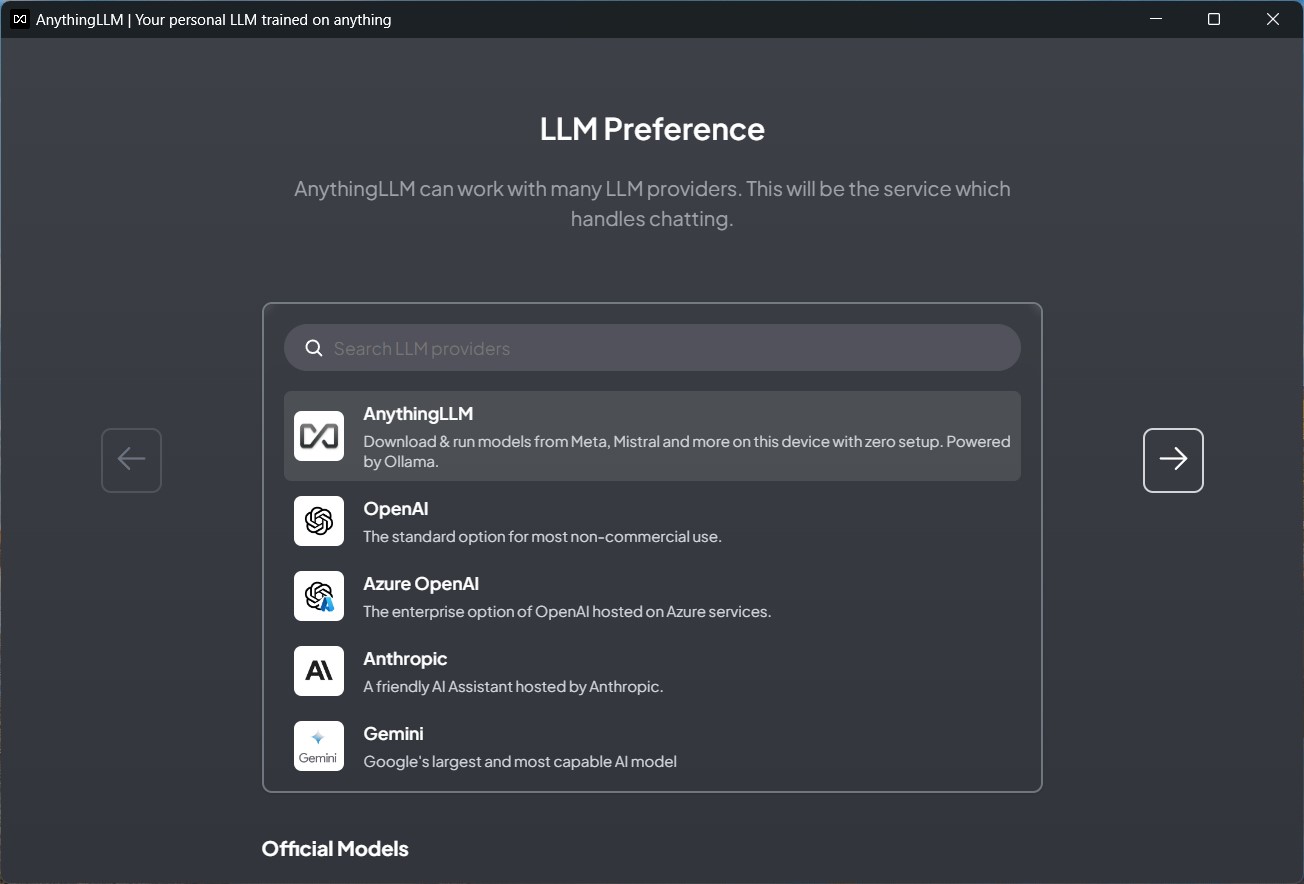 AnythingLLM | Your personal LLM trained on anything
LLM Preference
AnythingLLM can work with many LLM providers. This will be the service which
handles chatting.
Search LLM providers
AnythingLLM
Download & run models from Meta, Mistral and more on this device with zero setup. Powered
by Ollama.
OpenAI
The standard option for most non-commercial use.
Azure OpenAI
The enterprise option of OpenAI hosted on Azure services.
Anthropic
A friendly AI Assistant hosted by Anthropic.
Gemini
Gemini
Google's largest and most capable AI model
Official Models